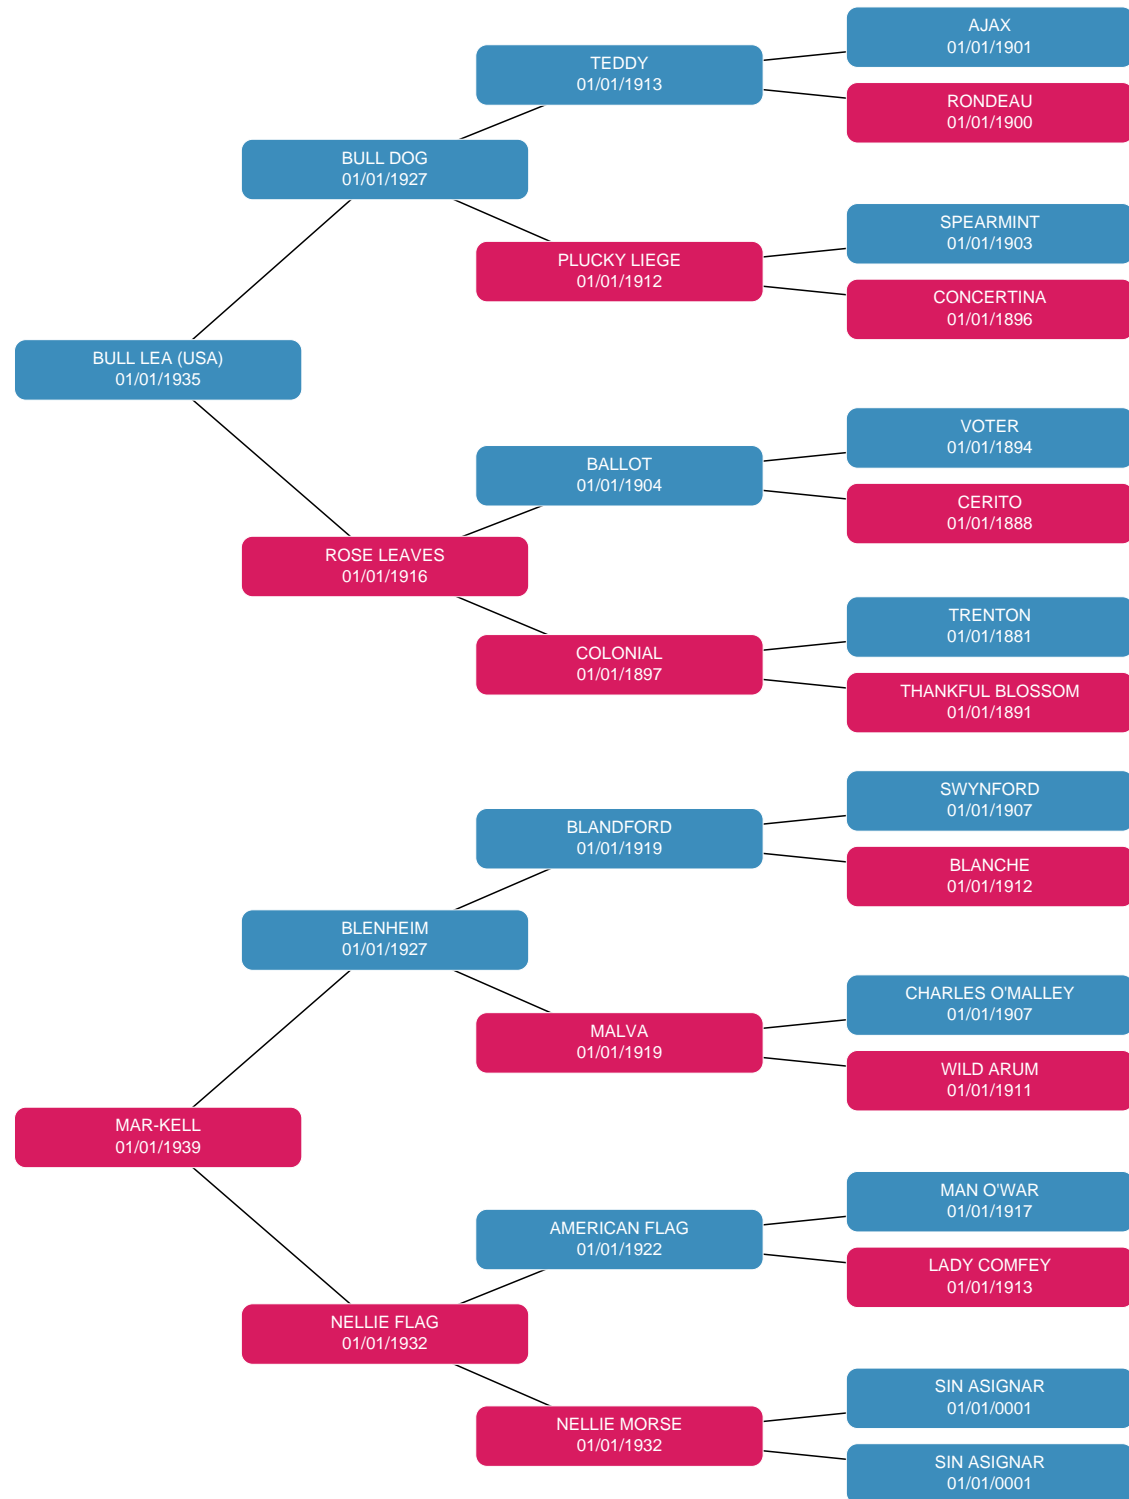 AJAX
01/01/1901
TEDDY
01/01/1913
RONDEAU
01/01/1900
BULL DOG
01/01/1927
SPEARMINT
01/01/1903
PLUCKY LIEGE
01/01/1912
CONCERTINA
01/01/1896
BULL LEA (USA)
01/01/1935
VOTER
01/01/1894
BALLOT
01/01/1904
CERITO
01/01/1888
ROSE LEAVES
01/01/1916
TRENTON
01/01/1881
COLONIAL
01/01/1897
THANKFUL BLOSSOM
01/01/1891
SWYNFORD
01/01/1907
BLANDFORD
01/01/1919
BLANCHE
01/01/1912
BLENHEIM
01/01/1927
CHARLES O'MALLEY
01/01/1907
MALVA
01/01/1919
WILD ARUM
01/01/1911
MAR-KELL
01/01/1939
MAN O'WAR
01/01/1917
AMERICAN FLAG
01/01/1922
LADY COMFEY
01/01/1913
NELLIE FLAG
01/01/1932
SIN ASIGNAR
01/01/0001
NELLIE MORSE
01/01/1932
SIN ASIGNAR
01/01/0001